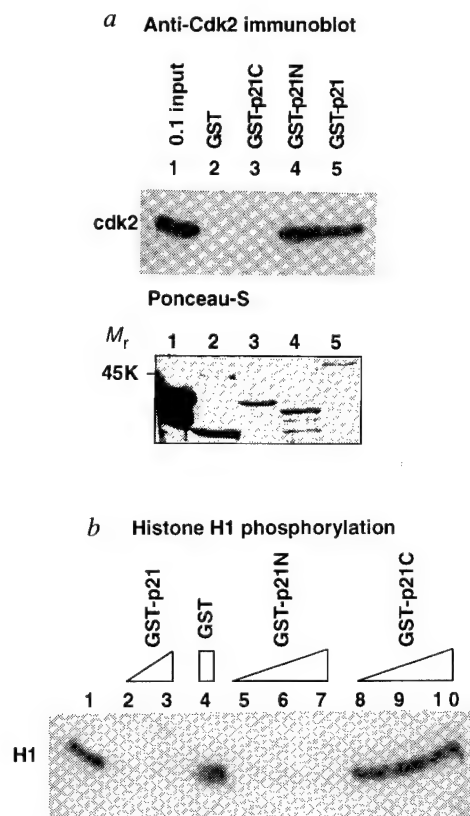 a Anti-Cdk2 immunoblot
0.1 input GST GST-p21C GST-p21N GST-p21
1 2 3 4 5
cdk2
Ponceau-S
Mr 1 2 3 4 5
45K
b Histone H1 phosphorylation
GST-p21 GST GST-p21N GST-p21C
1 2 3 4 5 6 7 8 9 10
H1